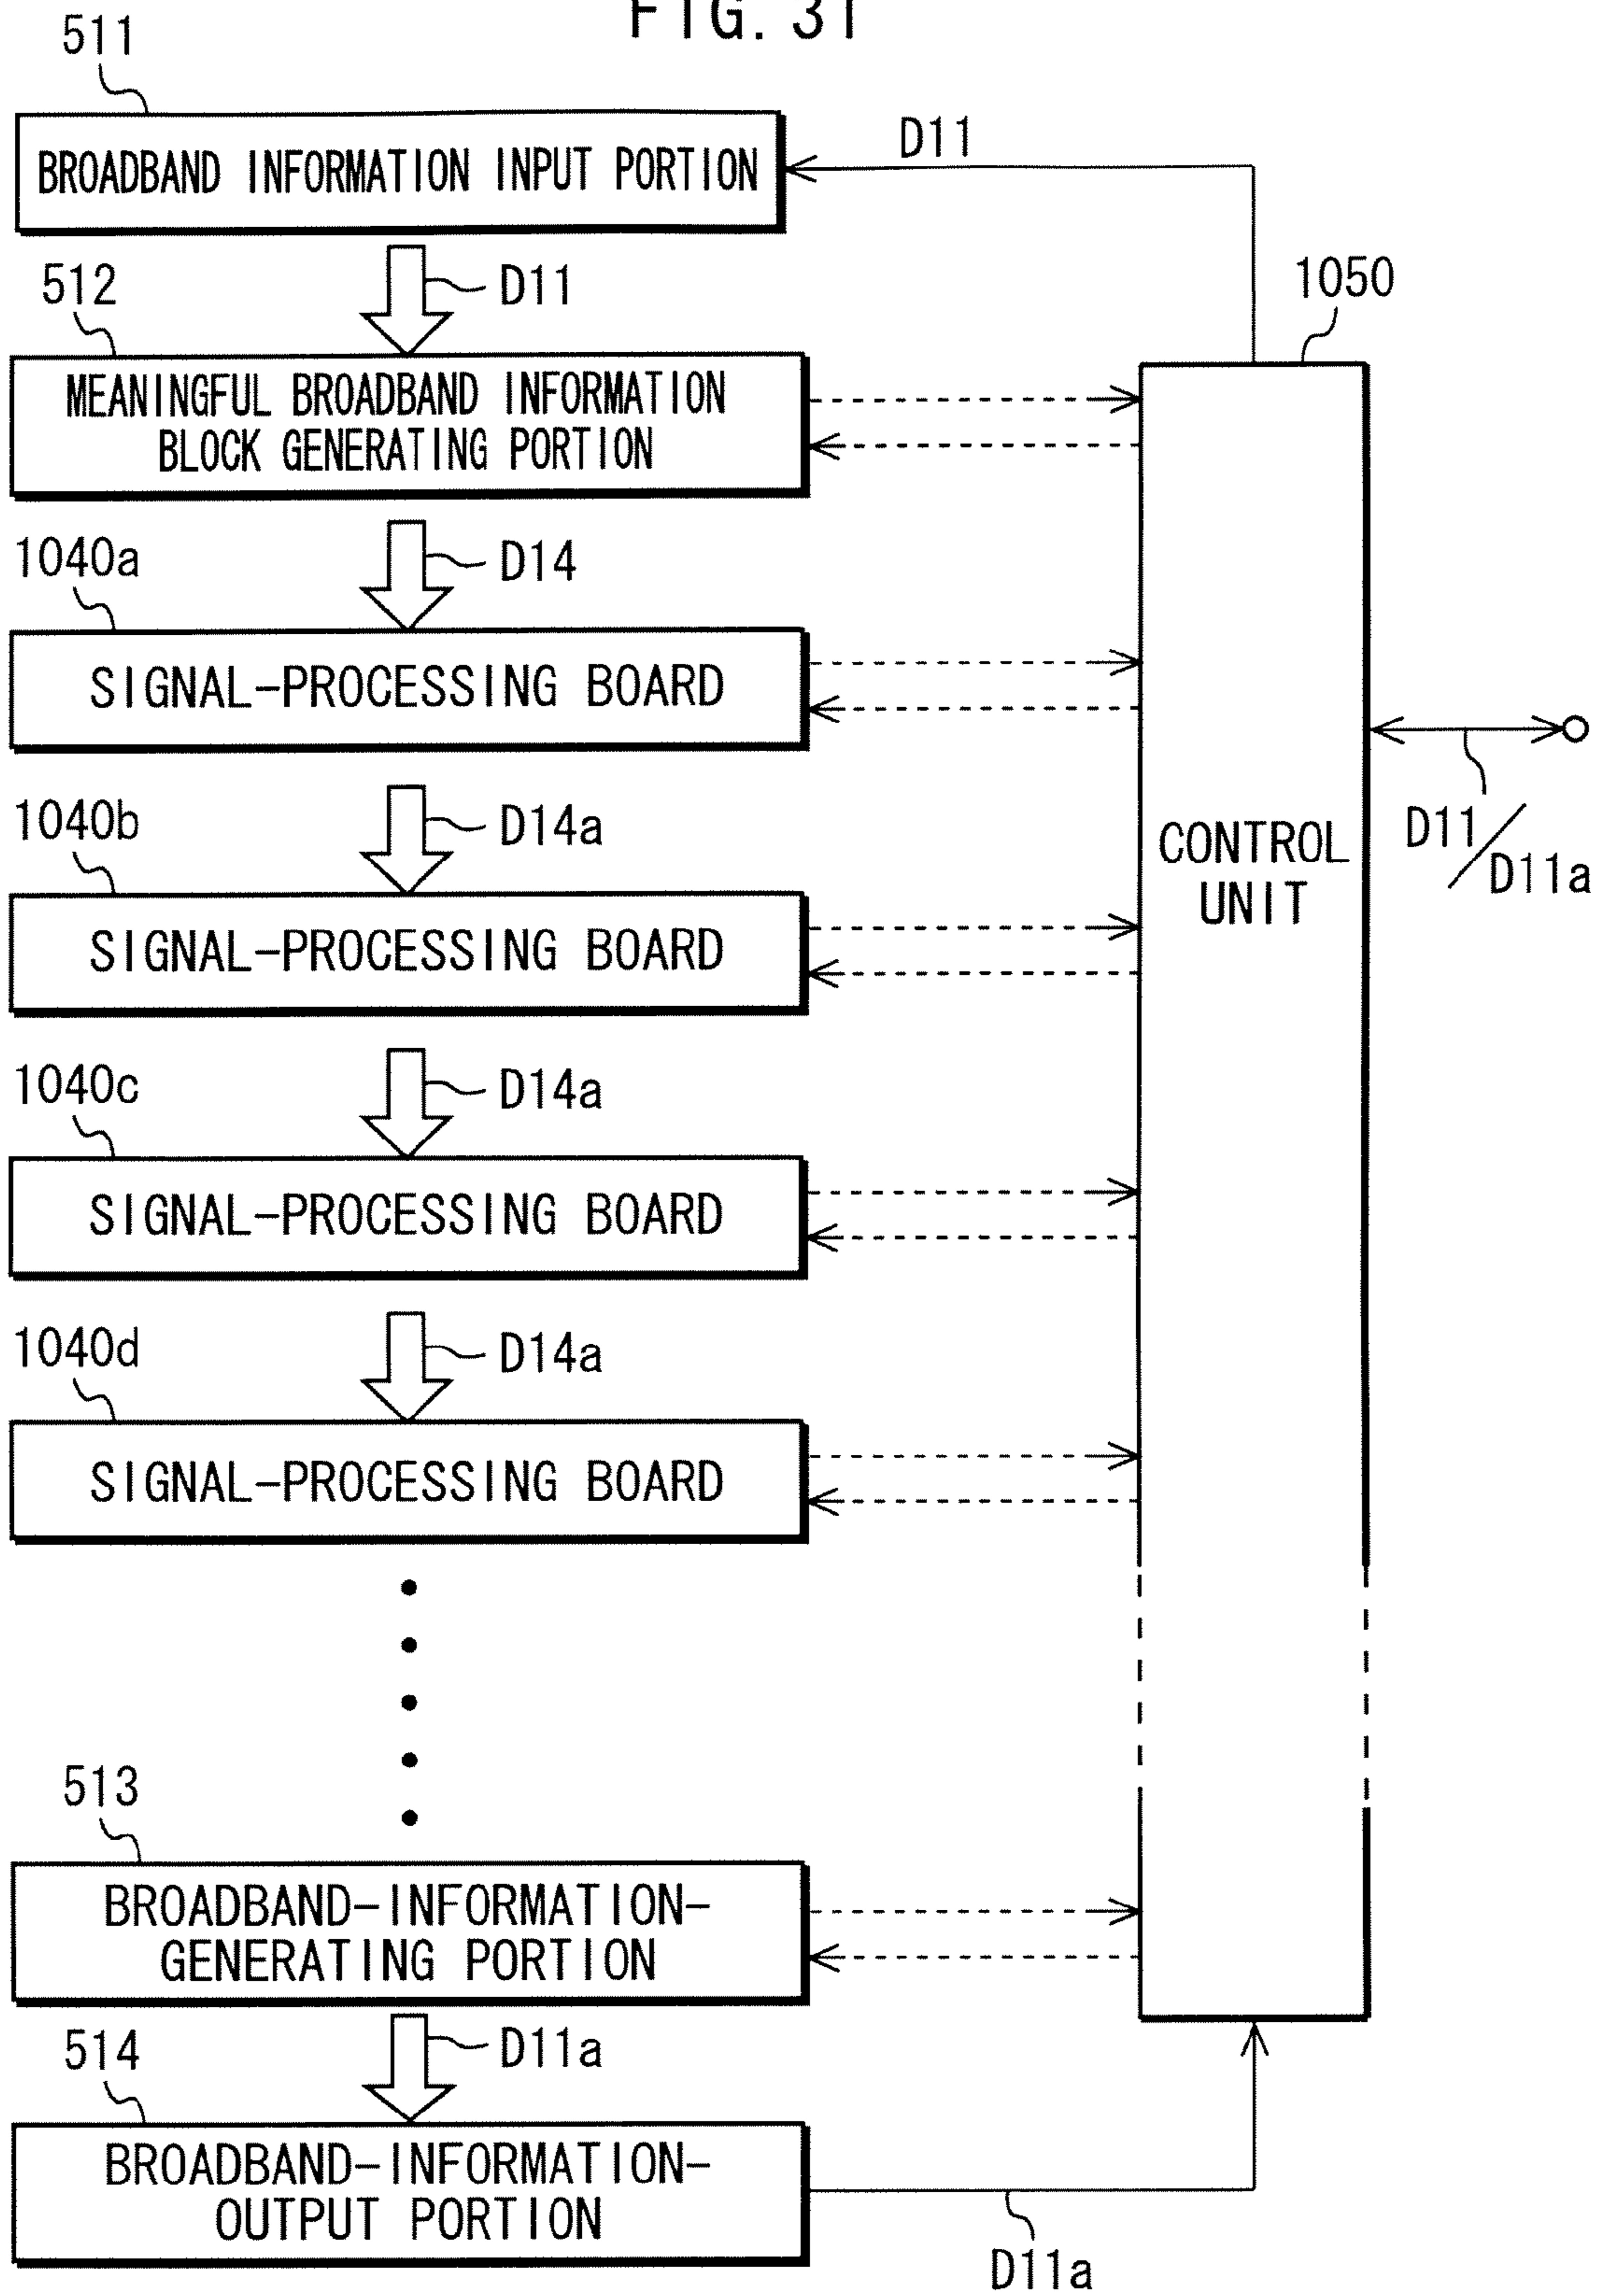 FIG. 31
511
BROADBAND INFORMATION INPUT PORTION
D11
D11
512
MEANINGFUL BROADBAND INFORMATION
BLOCK GENERATING PORTION
1050
D14
1040a
SIGNAL-PROCESSING BOARD
D14a
1040b
SIGNAL-PROCESSING BOARD
CONTROL
UNIT
D11
D11a
D14a
1040c
SIGNAL-PROCESSING BOARD
D14a
1040d
SIGNAL-PROCESSING BOARD
513
BROADBAND-INFORMATION-
GENERATING PORTION
D11a
514
BROADBAND-INFORMATION-
OUTPUT PORTION
D11a